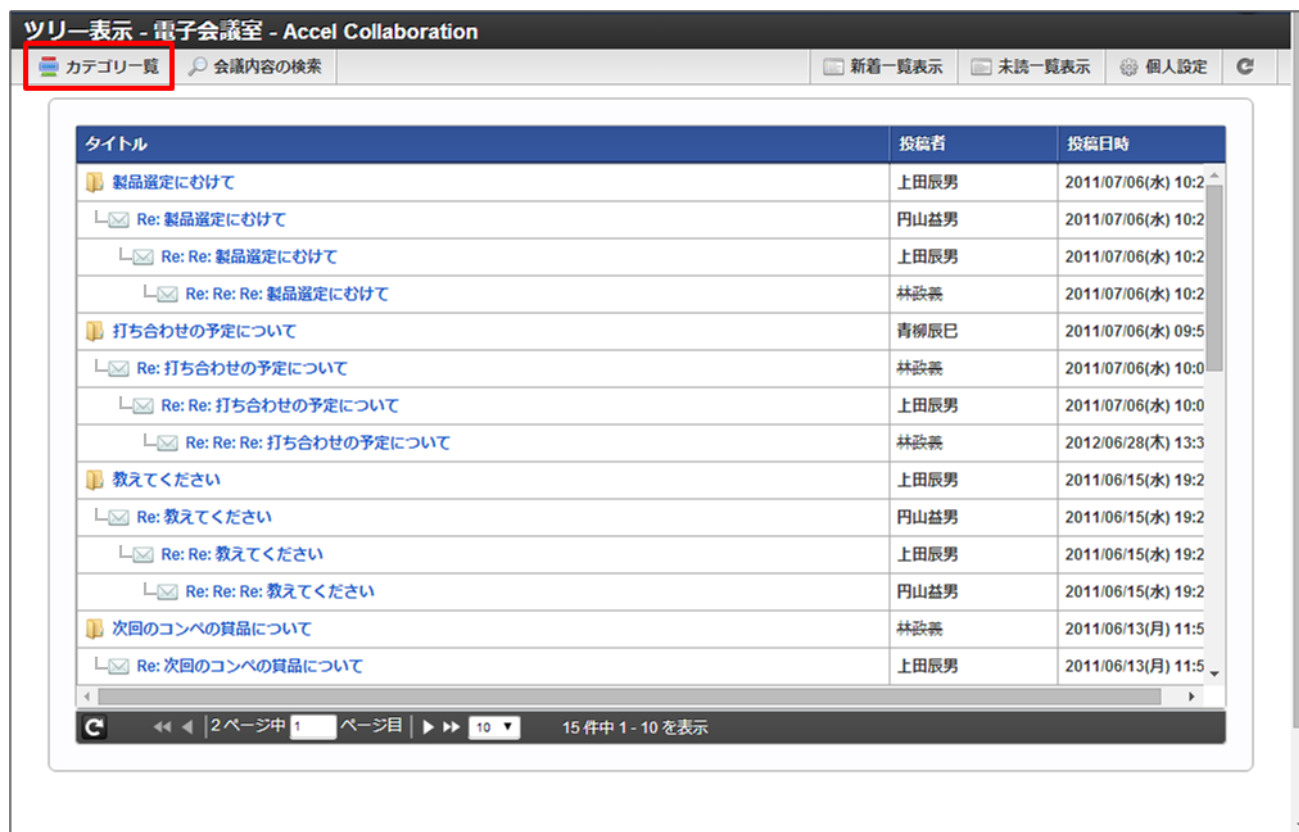 ツリー表示 - 電子会議室 - Accel Collaboration
カテゴリ一覧 会議内容の検索 新着一覧表示 未読一覧表示 個人設定
タイトル 投稿者 投稿日時
製品選定にむけて 上田辰男 2011/07/06(水) 10:2
Re: 製品選定にむけて 円山益男 2011/07/06(水) 10:2
Re: Re: 製品選定にむけて 上田辰男 2011/07/06(水) 10:2
Re: Re: Re: 製品選定にむけて 林政義 2011/07/06(水) 10:2
打ち合わせの予定について 青柳辰巳 2011/07/06(水) 09:5
Re: 打ち合わせの予定について 林政義 2011/07/06(水) 10:0
Re: Re: 打ち合わせの予定について 上田辰男 2011/07/06(水) 10:0
Re: Re: Re: 打ち合わせの予定について 林政義 2012/06/28(木) 13:3
教えてください 上田辰男 2011/06/15(水) 19:2
Re: 教えてください 円山益男 2011/06/15(水) 19:2
Re: Re: 教えてください 上田辰男 2011/06/15(水) 19:2
Re: Re: Re: 教えてください 円山益男 2011/06/15(水) 19:2
次回のコンペの賞品について 林政義 2011/06/13(月) 11:5
Re: 次回のコンペの賞品について 上田辰男 2011/06/13(月) 11:5
2 ページ中 1 ページ目 10 15 件中 1 - 10 を表示